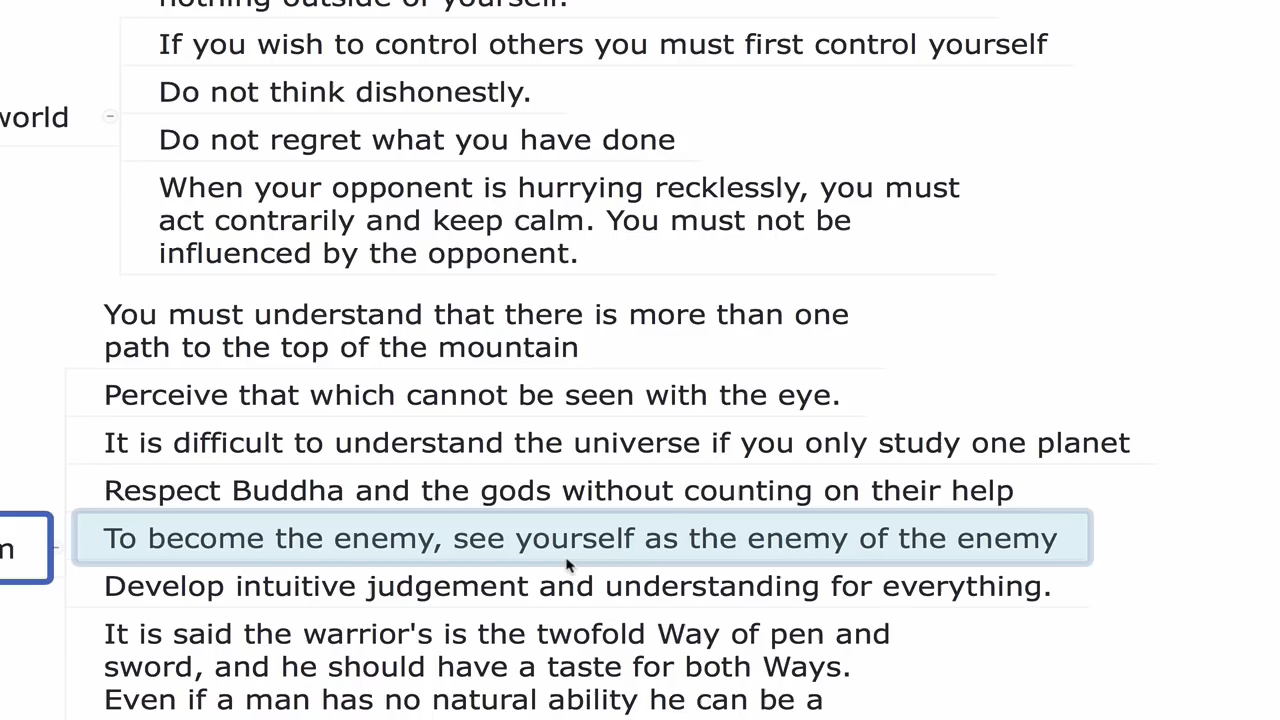 nothing outside of yourself.
If you wish to control others you must first control yourself
Do not think dishonestly.
world
Do not regret what you have done
When your opponent is hurrying recklessly, you must
act contrarily and keep calm. You must not be
influenced by the opponent.
You must understand that there is more than one
path to the top of the mountain
Perceive that which cannot be seen with the eye.
It is difficult to understand the universe if you only study one planet
Respect Buddha and the gods without counting on their help
To become the enemy, see yourself as the enemy of the enemy
Develop intuitive judgement and understanding for everything.
It is said the warrior's is the twofold Way of pen and
sword, and he should have a taste for both Ways.
Even if a man has no natural ability he can be a